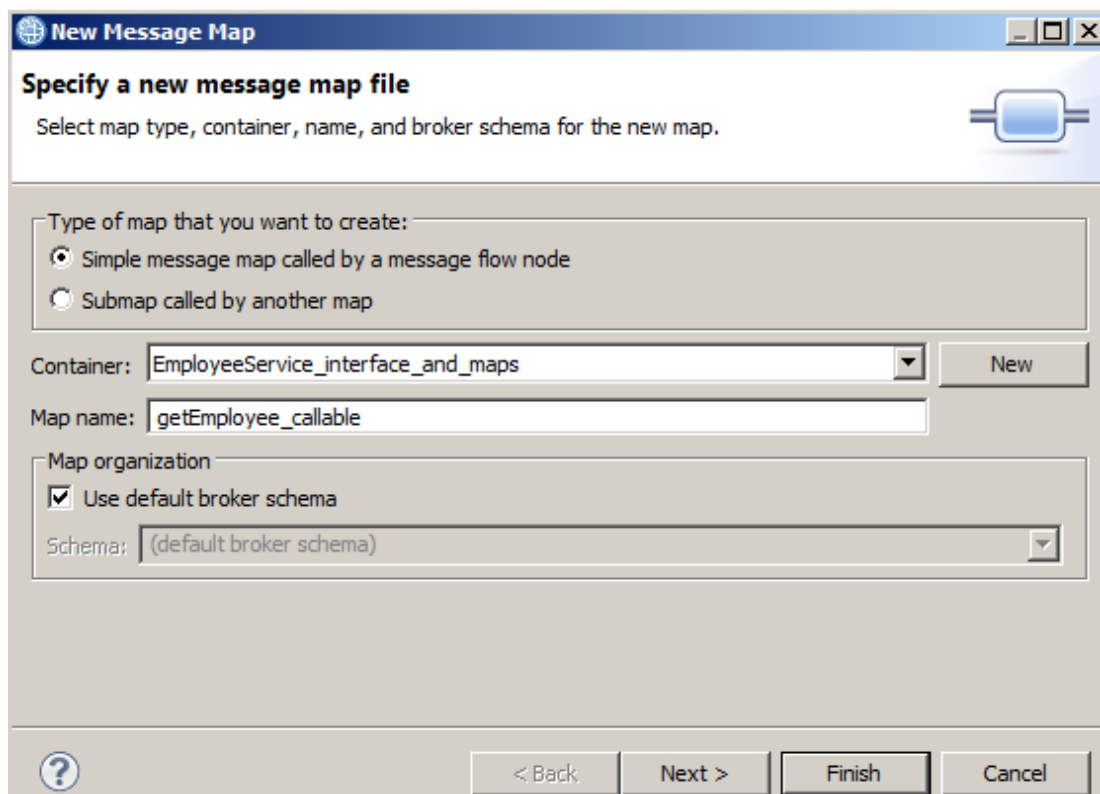 New Message Map
Specify a new message map file
Select map type, container, name, and broker schema for the new map.
Type of map that you want to create:
Simple message map called by a message flow node
Submap called by another map
Container: EmployeeService_interface_and_maps New
Map name: getEmployee_callable
Map organization
Use default broker schema
Schema: (default broker schema)
? < Back Next > Finish Cancel